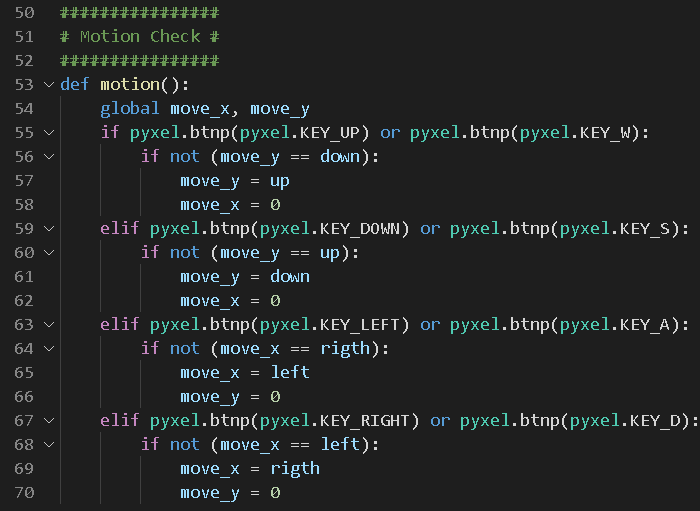 50 ################
51 # Motion Check #
52 ################
53 def motion():
54     global move_x, move_y
55     if pyxel.btnp(pyxel.KEY_UP) or pyxel.btnp(pyxel.KEY_W):
56         if not (move_y == down):
57             move_y = up
58             move_x = 0
59     elif pyxel.btnp(pyxel.KEY_DOWN) or pyxel.btnp(pyxel.KEY_S):
60         if not (move_y == up):
61             move_y = down
62             move_x = 0
63     elif pyxel.btnp(pyxel.KEY_LEFT) or pyxel.btnp(pyxel.KEY_A):
64         if not (move_x == rigth):
65             move_x = left
66             move_y = 0
67     elif pyxel.btnp(pyxel.KEY_RIGHT) or pyxel.btnp(pyxel.KEY_D):
68         if not (move_x == left):
69             move_x = rigth
70             move_y = 0